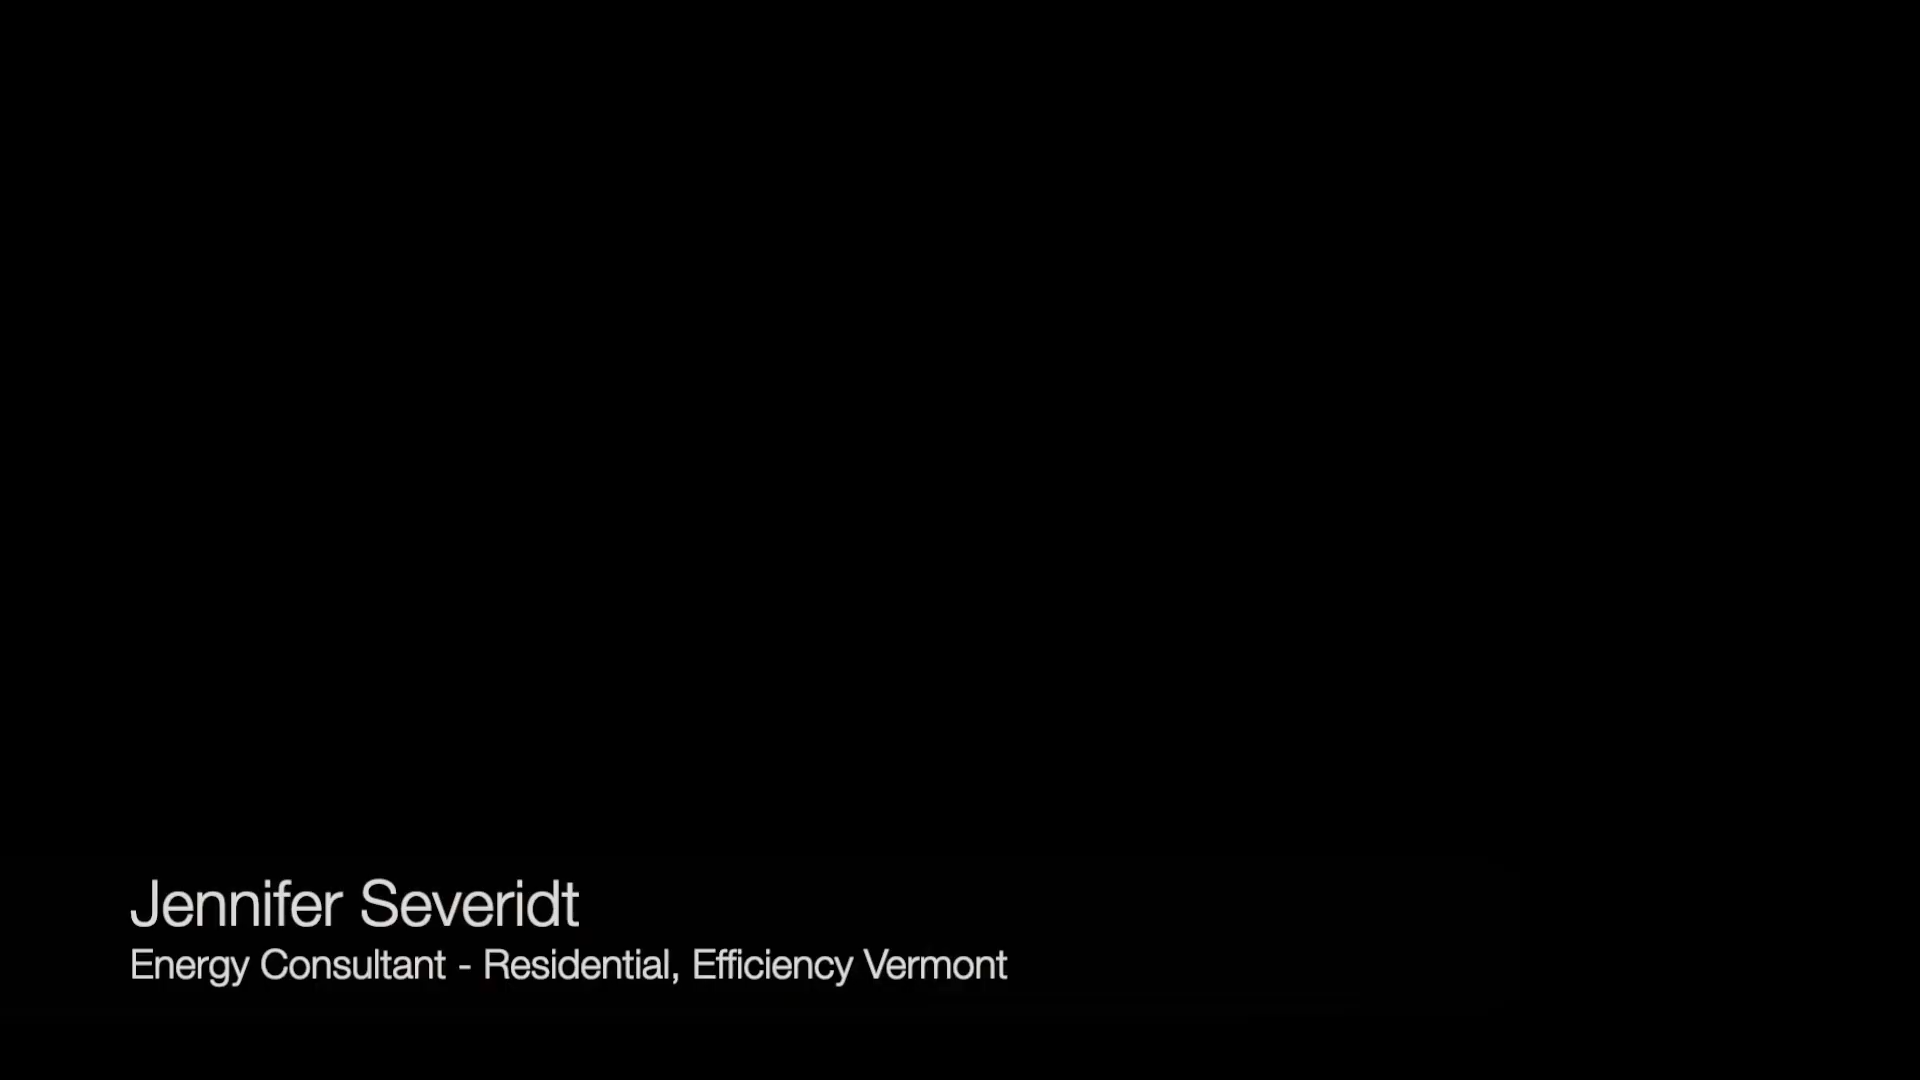 Jennifer Severidt
Energy Consultant - Residential, Efficiency Vermont